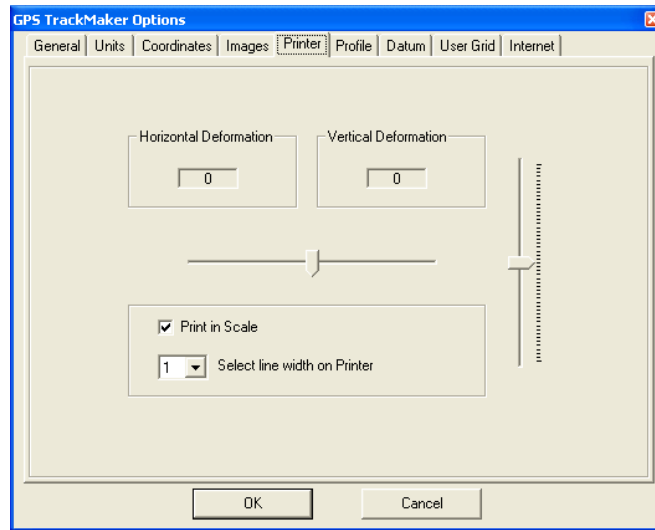 GPS TrackMaker Options
General Units Coordinates Images Printer Profile Datum User Grid Internet
Horizontal Deformation Vertical Deformation
0 0
Print in Scale
1 Select line width on Printer
OK Cancel